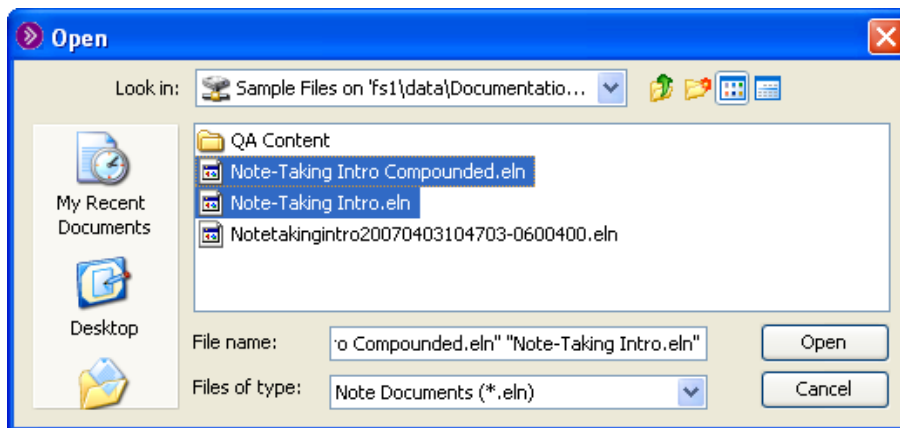 Open
Look in: Sample Files on 'fs1\data\Documentatio...
QA Content
Note-Taking Intro Compounded.eln
Note-Taking Intro.eln
Notetakingintro20070403104703-0600400.eln
My Recent
Documents
Desktop
File name: o Compounded.eln" "Note-Taking Intro.eln" Open
Files of type: Note Documents (*.eln) Cancel